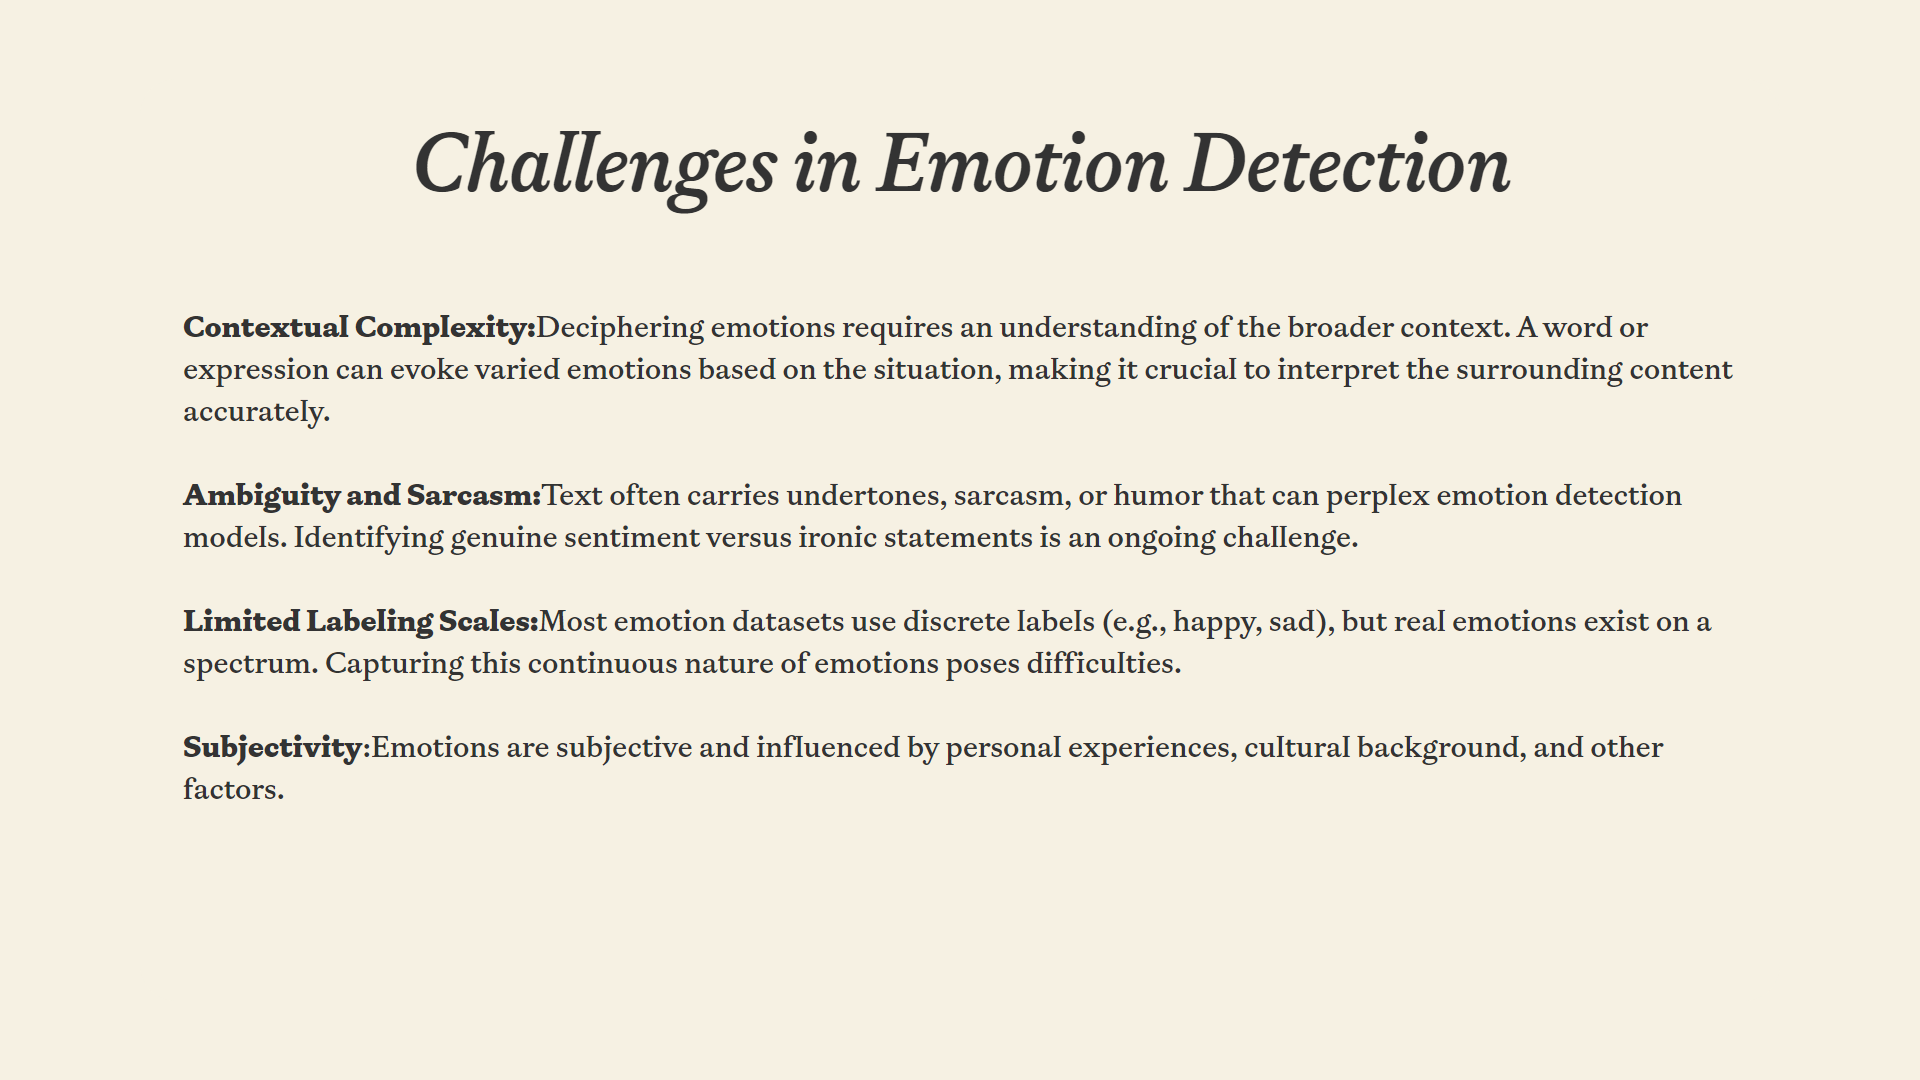 Challenges in Emotion Detection
Contextual Complexity:Deciphering emotions requires an understanding of the broader context. A word or
expression can evoke varied emotions based on the situation, making it crucial to interpret the surrounding content
accurately.
Ambiguity and Sarcasm:Text often carries undertones, sarcasm, or humor that can perplex emotion detection
models. Identifying genuine sentiment versus ironic statements is an ongoing challenge.
Limited Labeling Scales:Most emotion datasets use discrete labels (e.g., happy, sad), but real emotions exist on a
spectrum. Capturing this continuous nature of emotions poses difficulties.
Subjectivity:Emotions are subjective and influenced by personal experiences, cultural background, and other
factors.